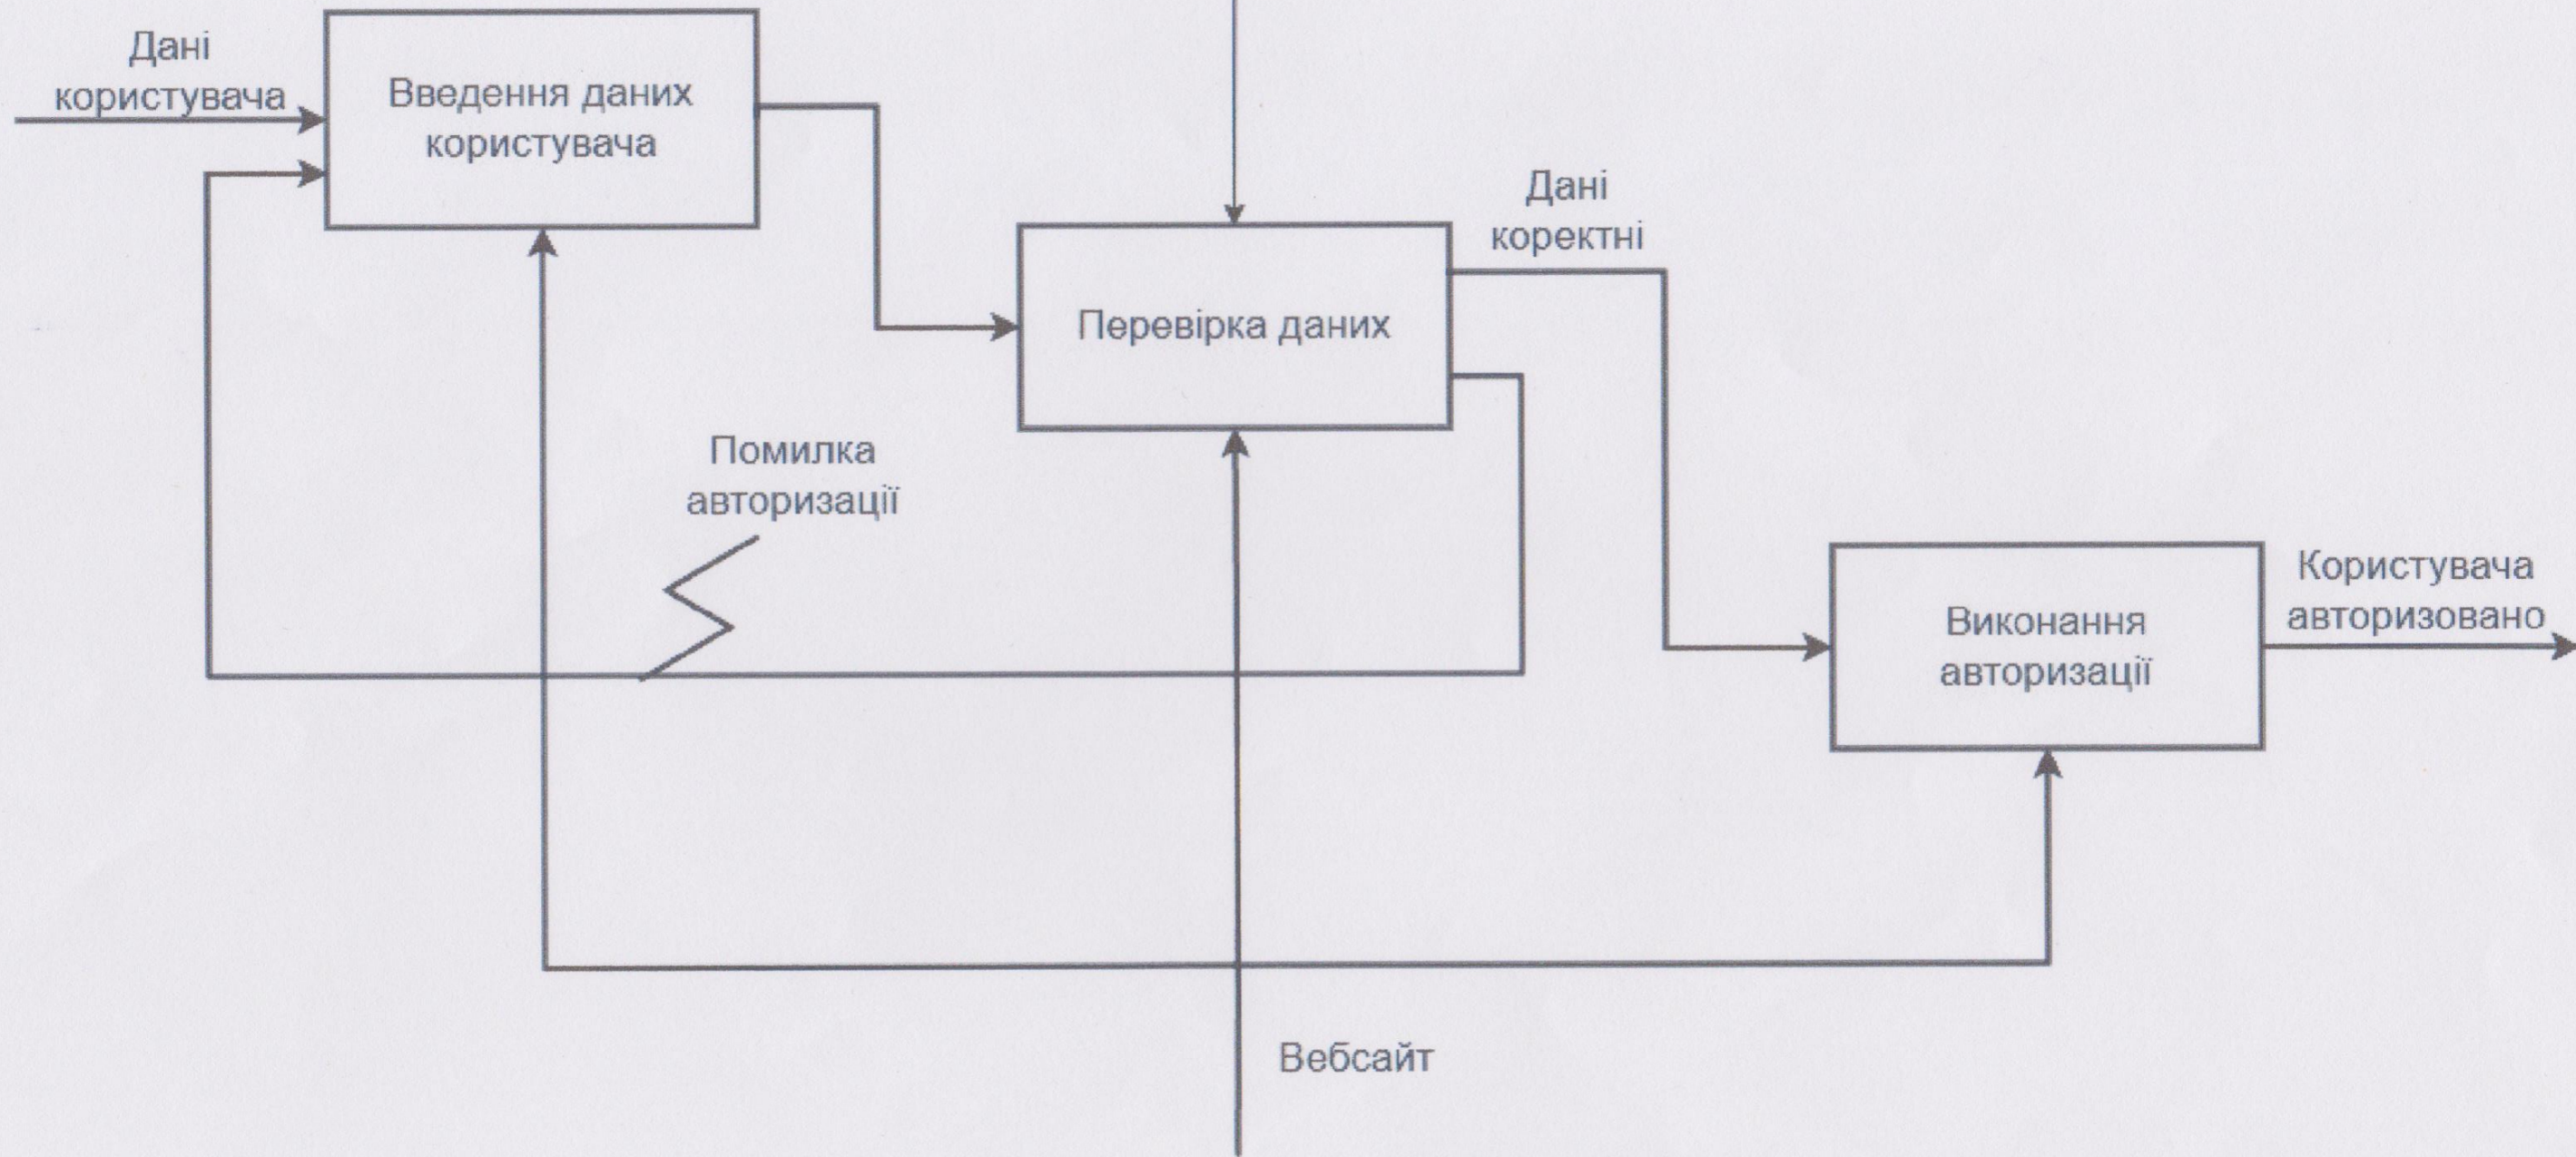 Дані
користувача
Введення даних
користувача
Дані
коректні
Перевірка даних
Помилка
авторизації
Виконання
авторизації
Користувача
авторизовано
Вебсайт